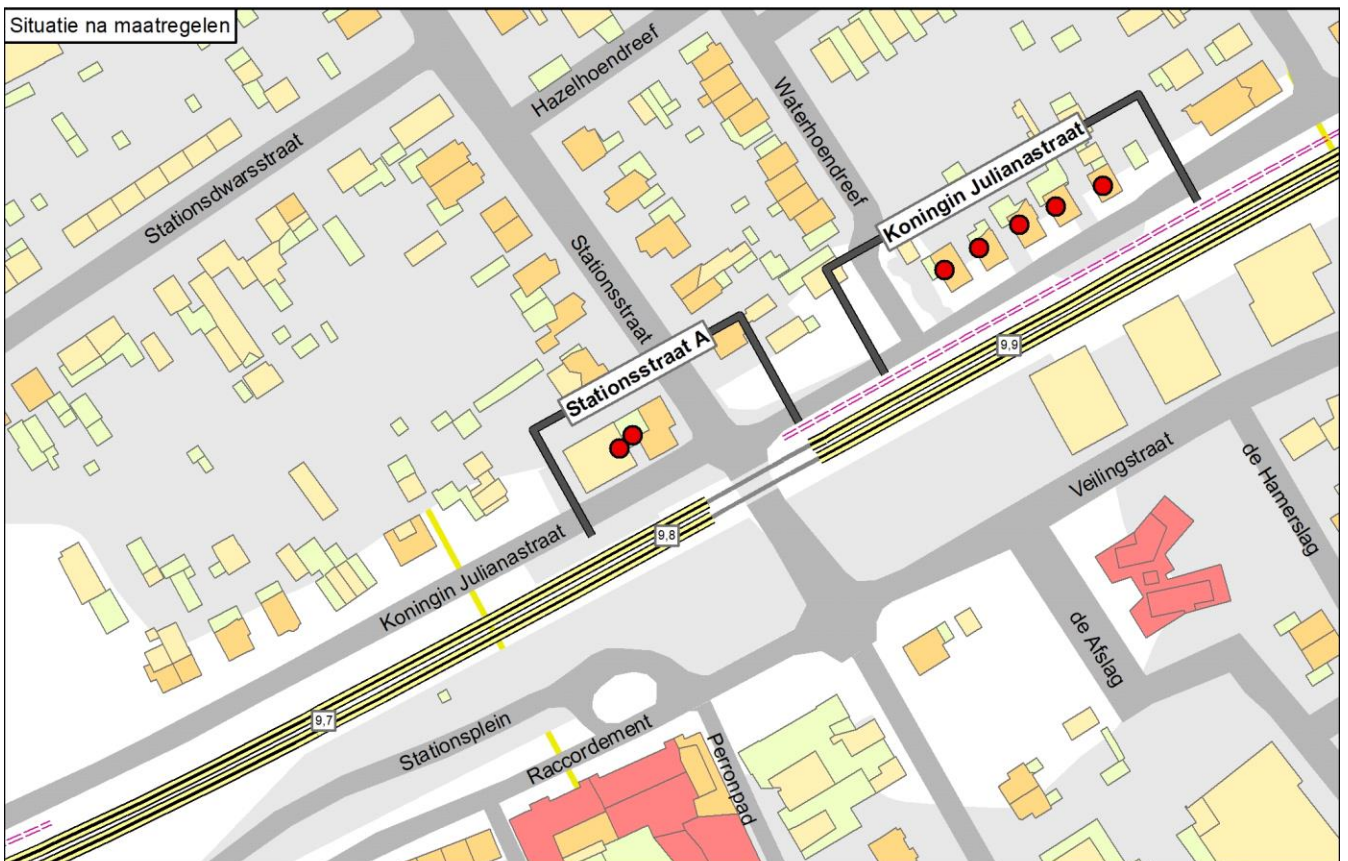 Situatie na maatregelen
Hazelhoendreef
Waterhoendreef
Stationsdwarsstraat
Koningin Julianastraat
Stationsstraat
Stationsstraat A
9,9
Veilingstraat
de Hamerslag
9,8
Koningin Julianastraat
de Afslag
9,7
Stationsplein
Raccordement
Perronpad